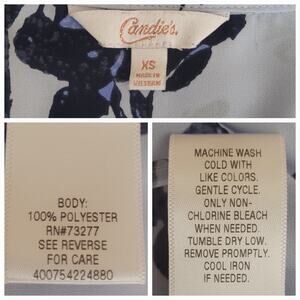 Candie's.
XS
MADE IN
VIETNAM
BODY:
100% POLYESTER
RN#73277
SEE REVERSE
FOR CARE
400754224880
MACHINE WASH
COLD WITH
LIKE COLORS.
GENTLE CYCLE.
ONLY NON-
CHLORINE BLEACH
WHEN NEEDED.
TUMBLE DRY LOW.
REMOVE PROMPTLY.
COOL IRON
IF NEEDED.